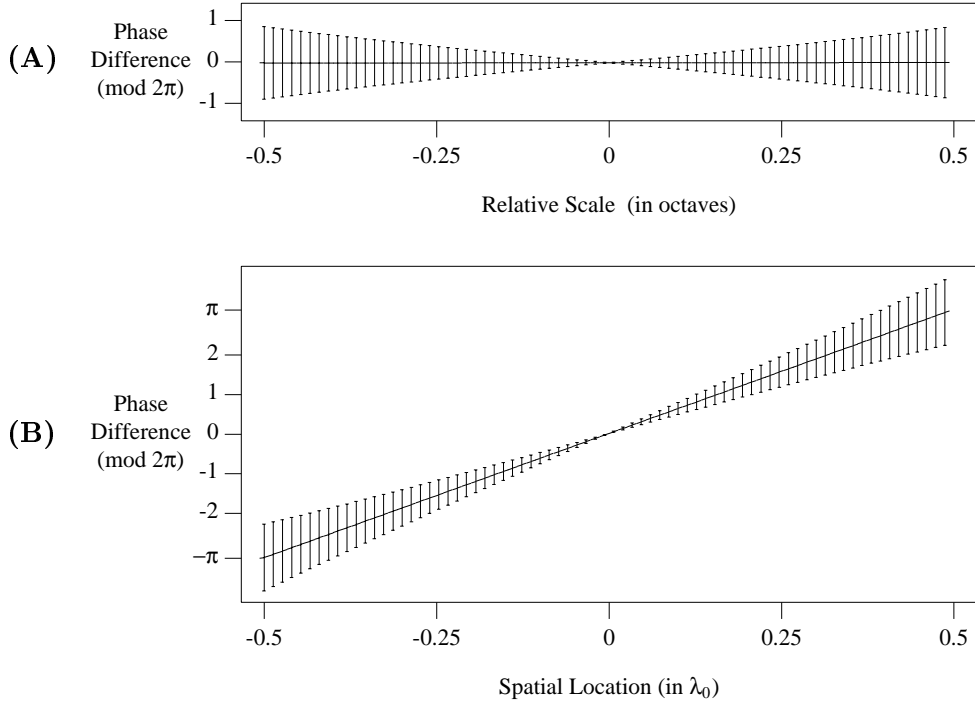 (A)
Phase
Difference
(mod 2π)
1
0
-1
-0.5 -0.25 0 0.25 0.5
Relative Scale (in octaves)
(B)
Phase
Difference
(mod 2π)
π
2
1
0
-1
-2
−π
-0.5 -0.25 0 0.25 0.5
Spatial Location (in λ₀)